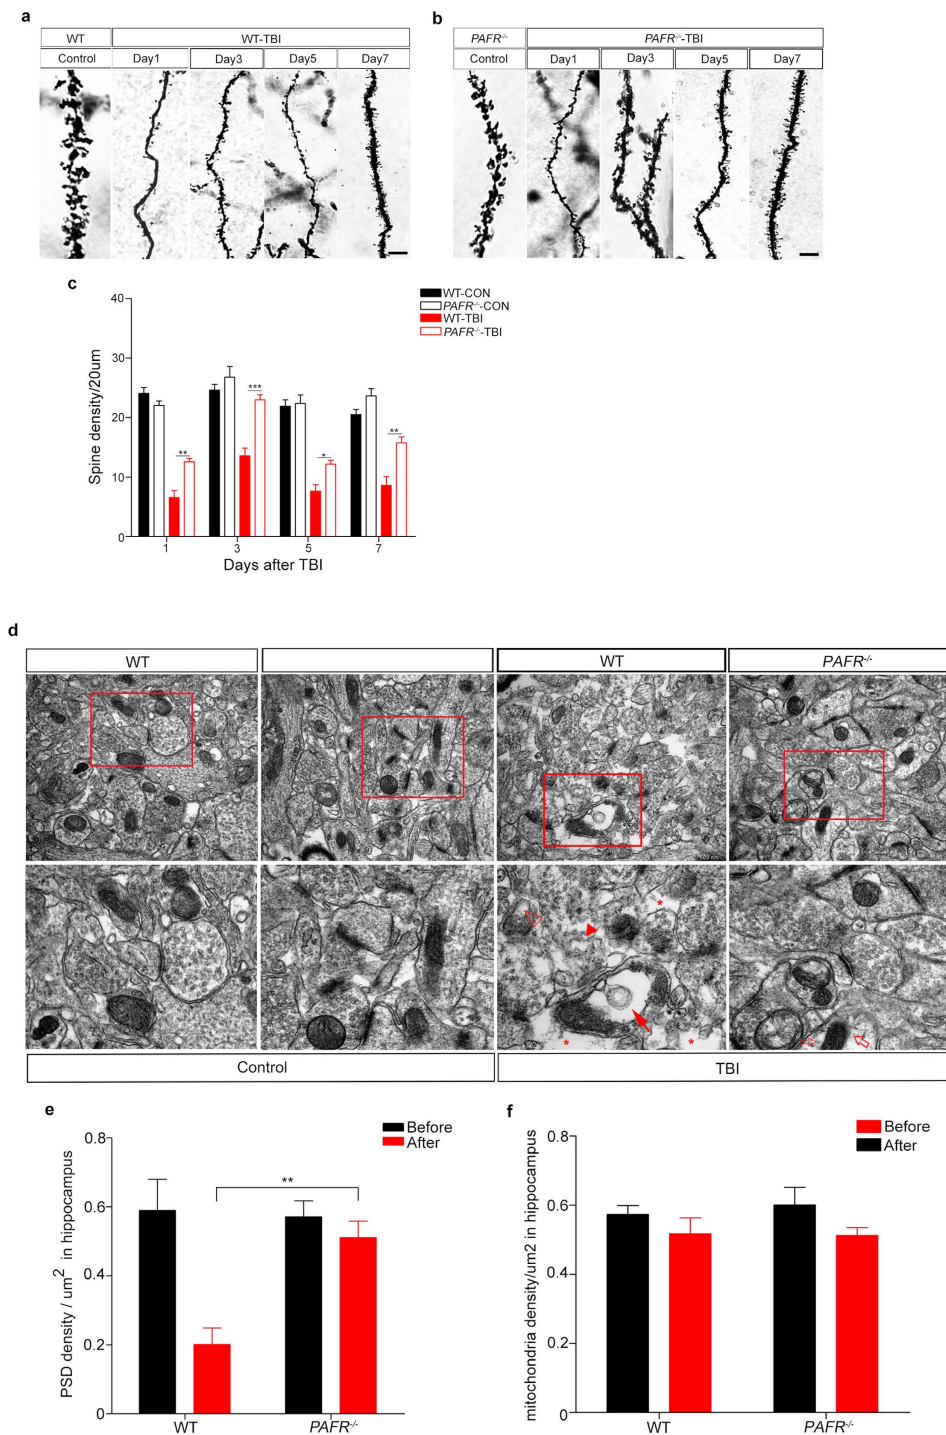 a
WT
WT-TBI
Control
Day1
Day3
Day5
Day7
b
PAFR-/-
PAFR-/--TBI
Control
Day1
Day3
Day5
Day7
c
WT-CON
PAFR-/--CON
WT-TBI
PAFR-/--TBI
Spine density/20um
40
30
20
10
0
**
***
*
**
1
3
5
7
Days after TBI
d
WT
WT
PAFR-/-
*
*
*
Control
TBI
e
Before
After
PSD density / um2 in hippocampus
0.8
0.6
0.4
0.2
0
**
WT
PAFR-/-
f
Before
After
mitochondria density/um2 in hippocampus
0.8
0.6
0.4
0.2
0
WT
PAFR-/-